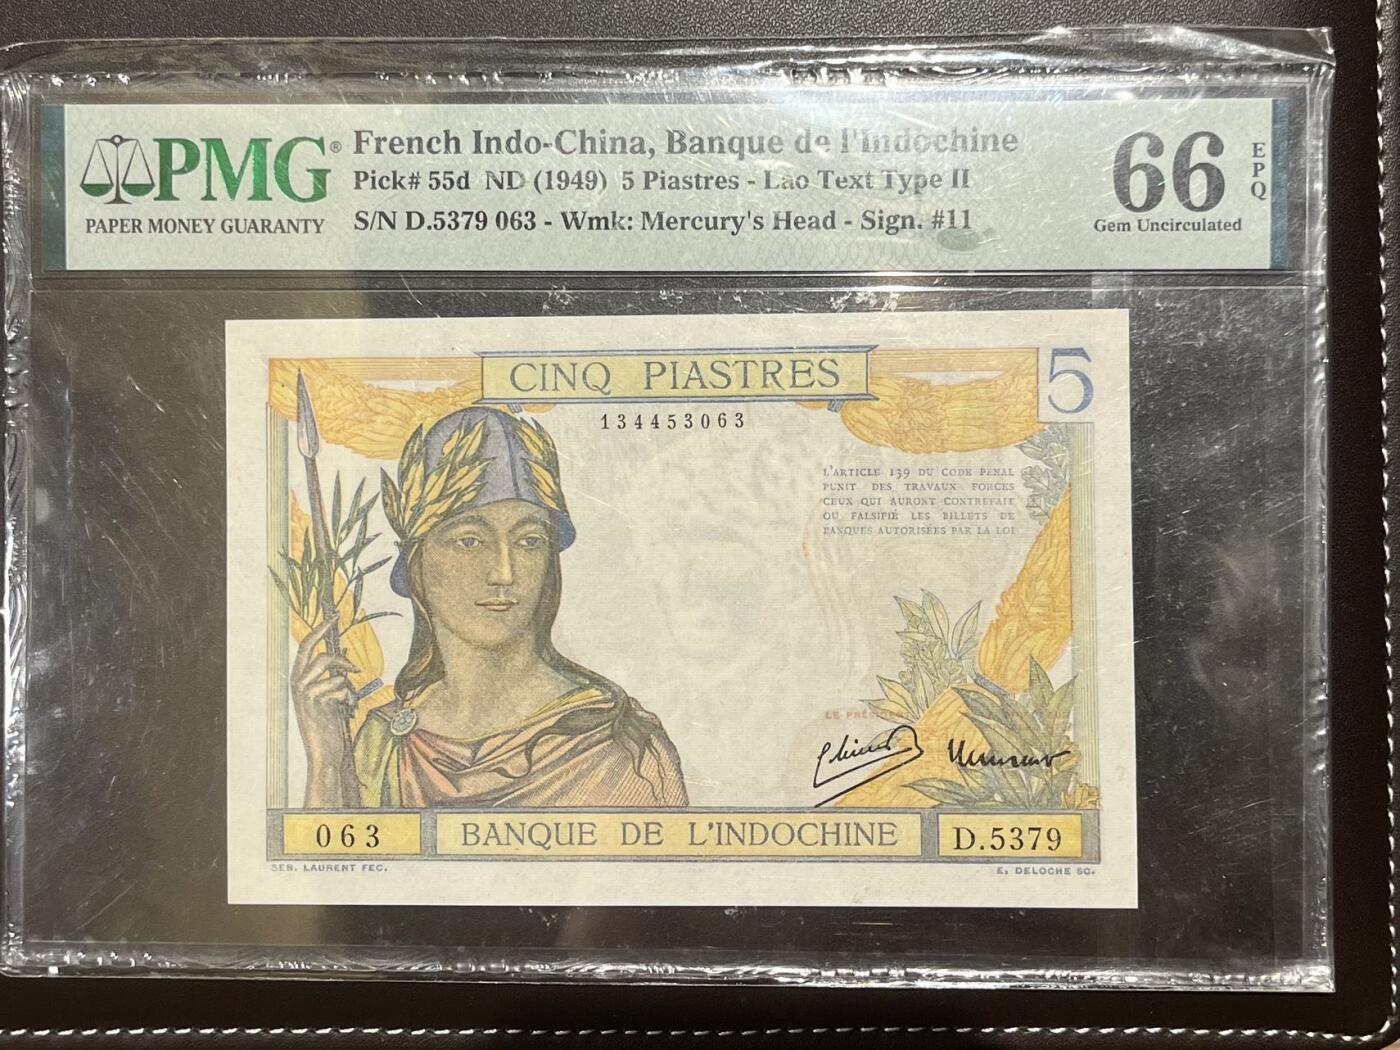 PMG®
PAPER MONEY GUARANTY
French Indo-China, Banque de l'Indochine
Pick# 55d ND (1949) 5 Piastres - Lao Text Type II
S/N D.5379 063 - Wmk: Mercury's Head - Sign. #11
66
EPQ
Gem Uncirculated
CINQ PIASTRES
5
134453063
L'ARTICLE 139 DU CODE PENAL
PUNIT DES TRAVAUX FORCES
CEUX QUI AURONT CONTREFAIT
OU FALSIFIÉ LES BILLETS DE
BANQUES AUTORISÉES PAR LA LOI
LE
063
BANQUE DE L'INDOCHINE
D.5379
SEB. LAURENT FEC.
E. DELOCHE SC.